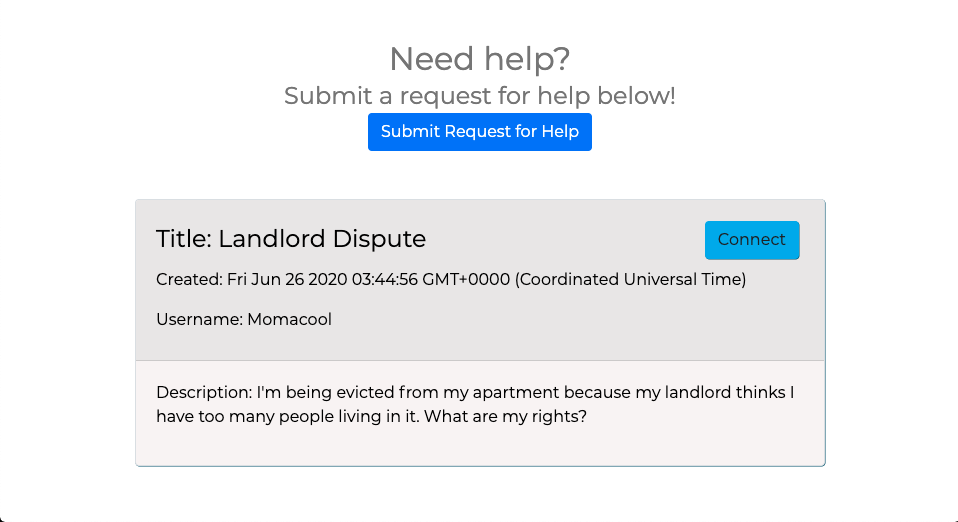 Need help?
Submit a request for help below!
Submit Request for Help
Title: Landlord Dispute
Connect
Created: Fri Jun 26 2020 03:44:56 GMT+0000 (Coordinated Universal Time)
Username: Momacool
Description: I'm being evicted from my apartment because my landlord thinks I
have too many people living in it. What are my rights?